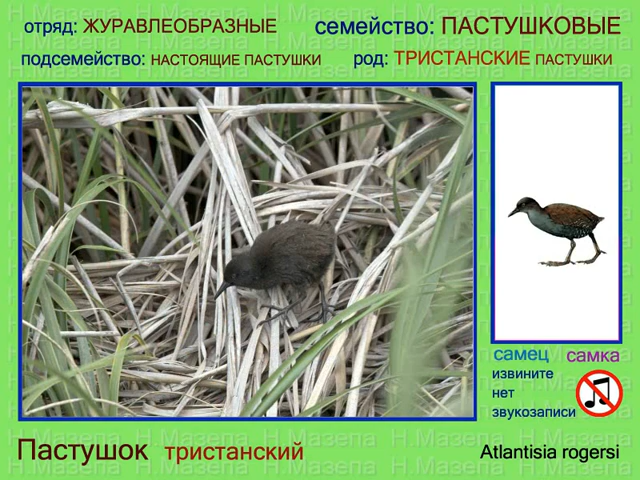 отряд: ЖУРАВЛЕОБРАЗНЫЕ семейство: ПАСТУШКОВЫЕ
подсемейство: НАСТОЯЩИЕ ПАСТУШКИ род: ТРИСТАНСКИЕ ПАСТУШКИ
самец самка
извините
нет
звукозаписи
Пастушок тристанский Atlantisia rogersi
Н.Мазепа